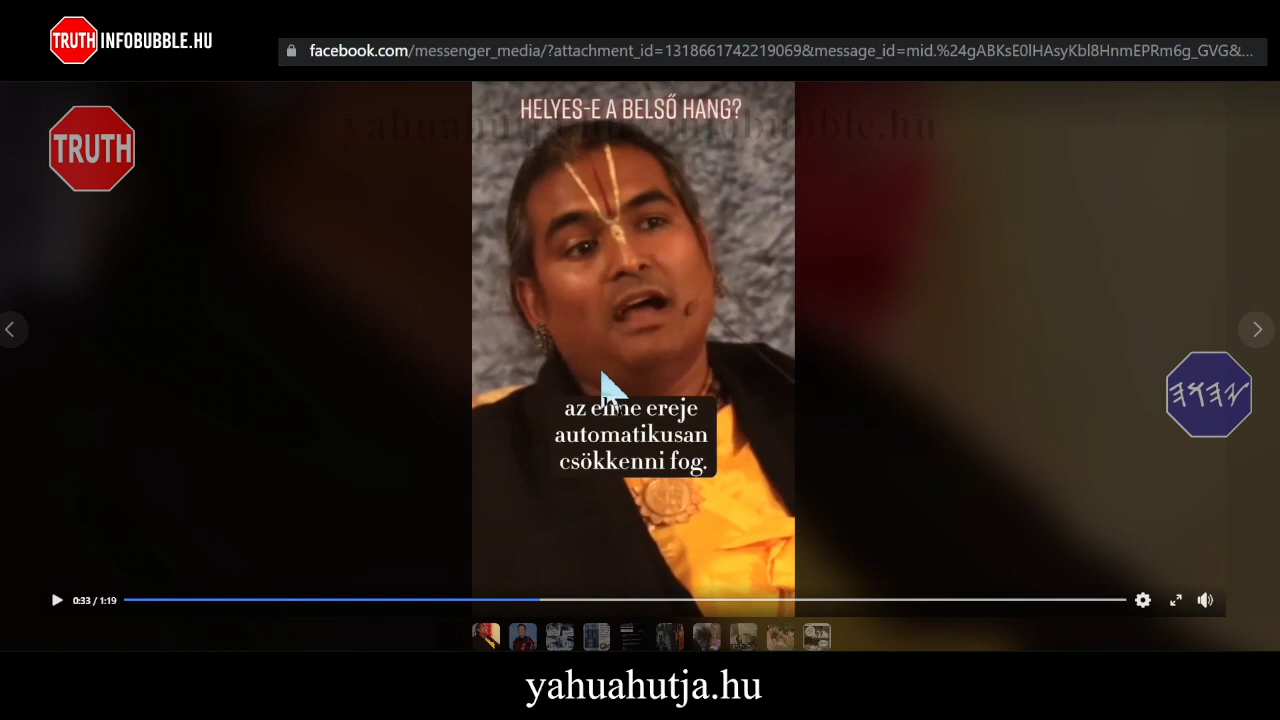 TRUTH INFOBUBBLE.HU
facebook.com/messenger_media/?attachment_id=1318661742219069&message_id=mid.%24gABKsE0lHAsyKbl8HnmEPRm6g_GVG&...
HELYES-E A BELSŐ HANG?
TRUTH
az elme ereje
automatikusan
csökkenni fog.
𐤉𐤄𐤅𐤄
0:33 / 1:19
yahuahutja.hu